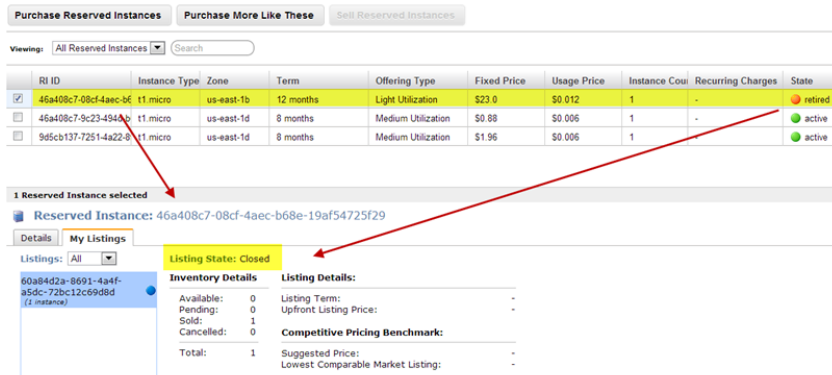 Purchase Reserved Instances Purchase More Like These Sell Reserved Instances
Viewing: All Reserved Instances Search
RI ID Instance Type Zone Term Offering Type Fixed Price Usage Price Instance Cou Recurring Charges State
46a408c7-08cf-4aec-b6 t1.micro us-east-1b 12 months Light Utilization $23.0 $0.012 1 - retired
46a408c7-9c23-494d-b t1.micro us-east-1d 8 months Medium Utilization $0.88 $0.006 1 - active
9d5cb137-7251-4a22-8 t1.micro us-east-1d 8 months Medium Utilization $1.96 $0.006 1 - active
1 Reserved Instance selected
Reserved Instance: 46a408c7-08cf-4aec-b68e-19af54725f29
Details My Listings
Listings: All Listing State: Closed
60a84d2a-8691-4a4f-
a5dc-72bc12c69d8d
(1 instance)
Inventory Details Listing Details:
Available: 0 Listing Term: -
Pending: 0 Upfront Listing Price: -
Sold: 1
Cancelled: 0 Competitive Pricing Benchmark:
Total: 1 Suggested Price: -
Lowest Comparable Market Listing: -